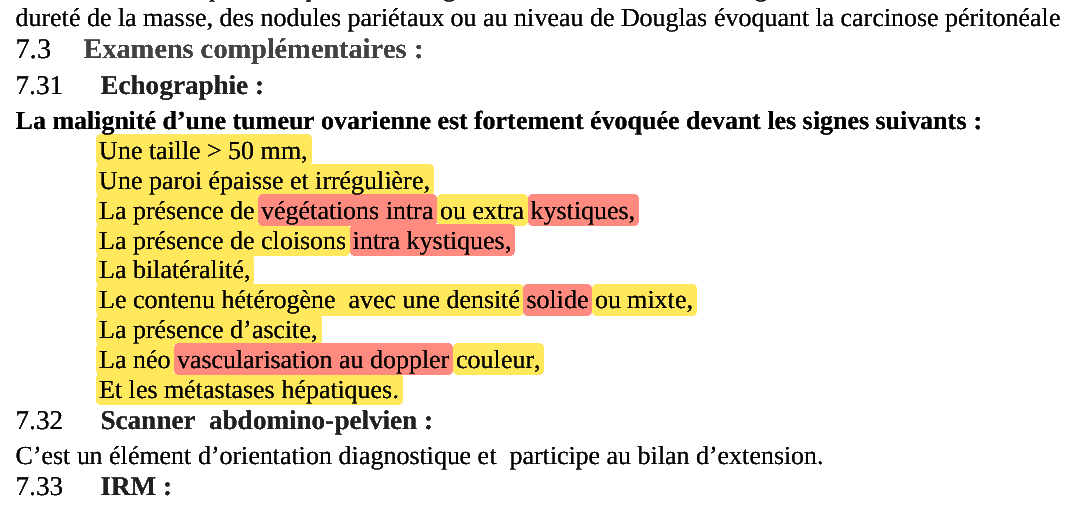 dureté de la masse, des nodules pariétaux ou au niveau de Douglas évoquant la carcinose péritonéale
7.3 Examens complémentaires :
7.31 Echographie :
La malignité d’une tumeur ovarienne est fortement évoquée devant les signes suivants :
Une taille > 50 mm,
Une paroi épaisse et irrégulière,
La présence de végétations intra ou extra kystiques,
La présence de cloisons intra kystiques,
La bilatéralité,
Le contenu hétérogène avec une densité solide ou mixte,
La présence d’ascite,
La néo vascularisation au doppler couleur,
Et les métastases hépatiques.
7.32 Scanner abdomino-pelvien :
C’est un élément d’orientation diagnostique et participe au bilan d’extension.
7.33 IRM :